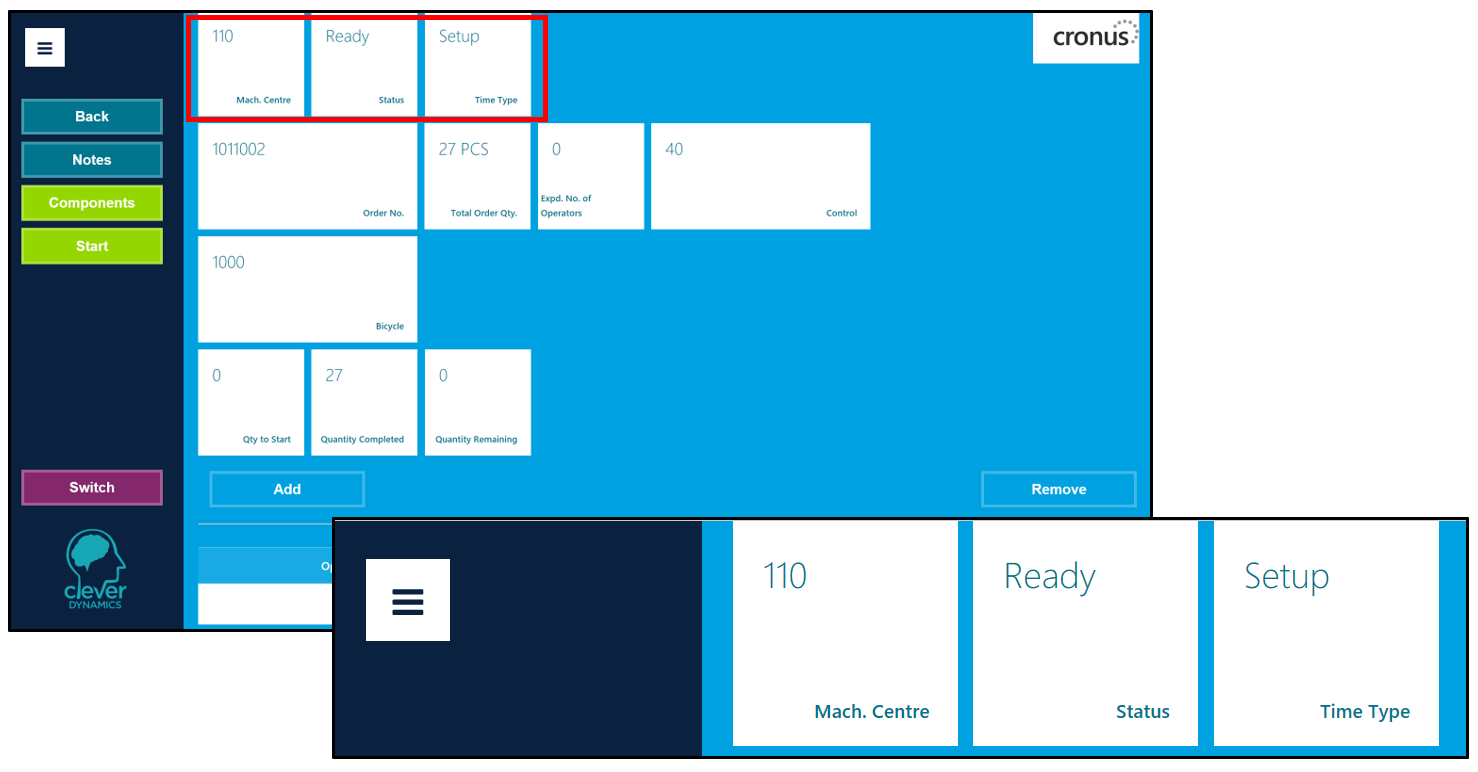 110
Ready
Setup
cronus
Mach. Centre
Status
Time Type
Back
Notes
Components
Start
1011002
27 PCS
0
40
Order No.
Total Order Qty.
Expd. No. of
Operators
Control
1000
Bicycle
0
27
0
Qty to Start
Quantity Completed
Quantity Remaining
Switch
Add
Remove
clever
DYNAMICS
110
Ready
Setup
Mach. Centre
Status
Time Type